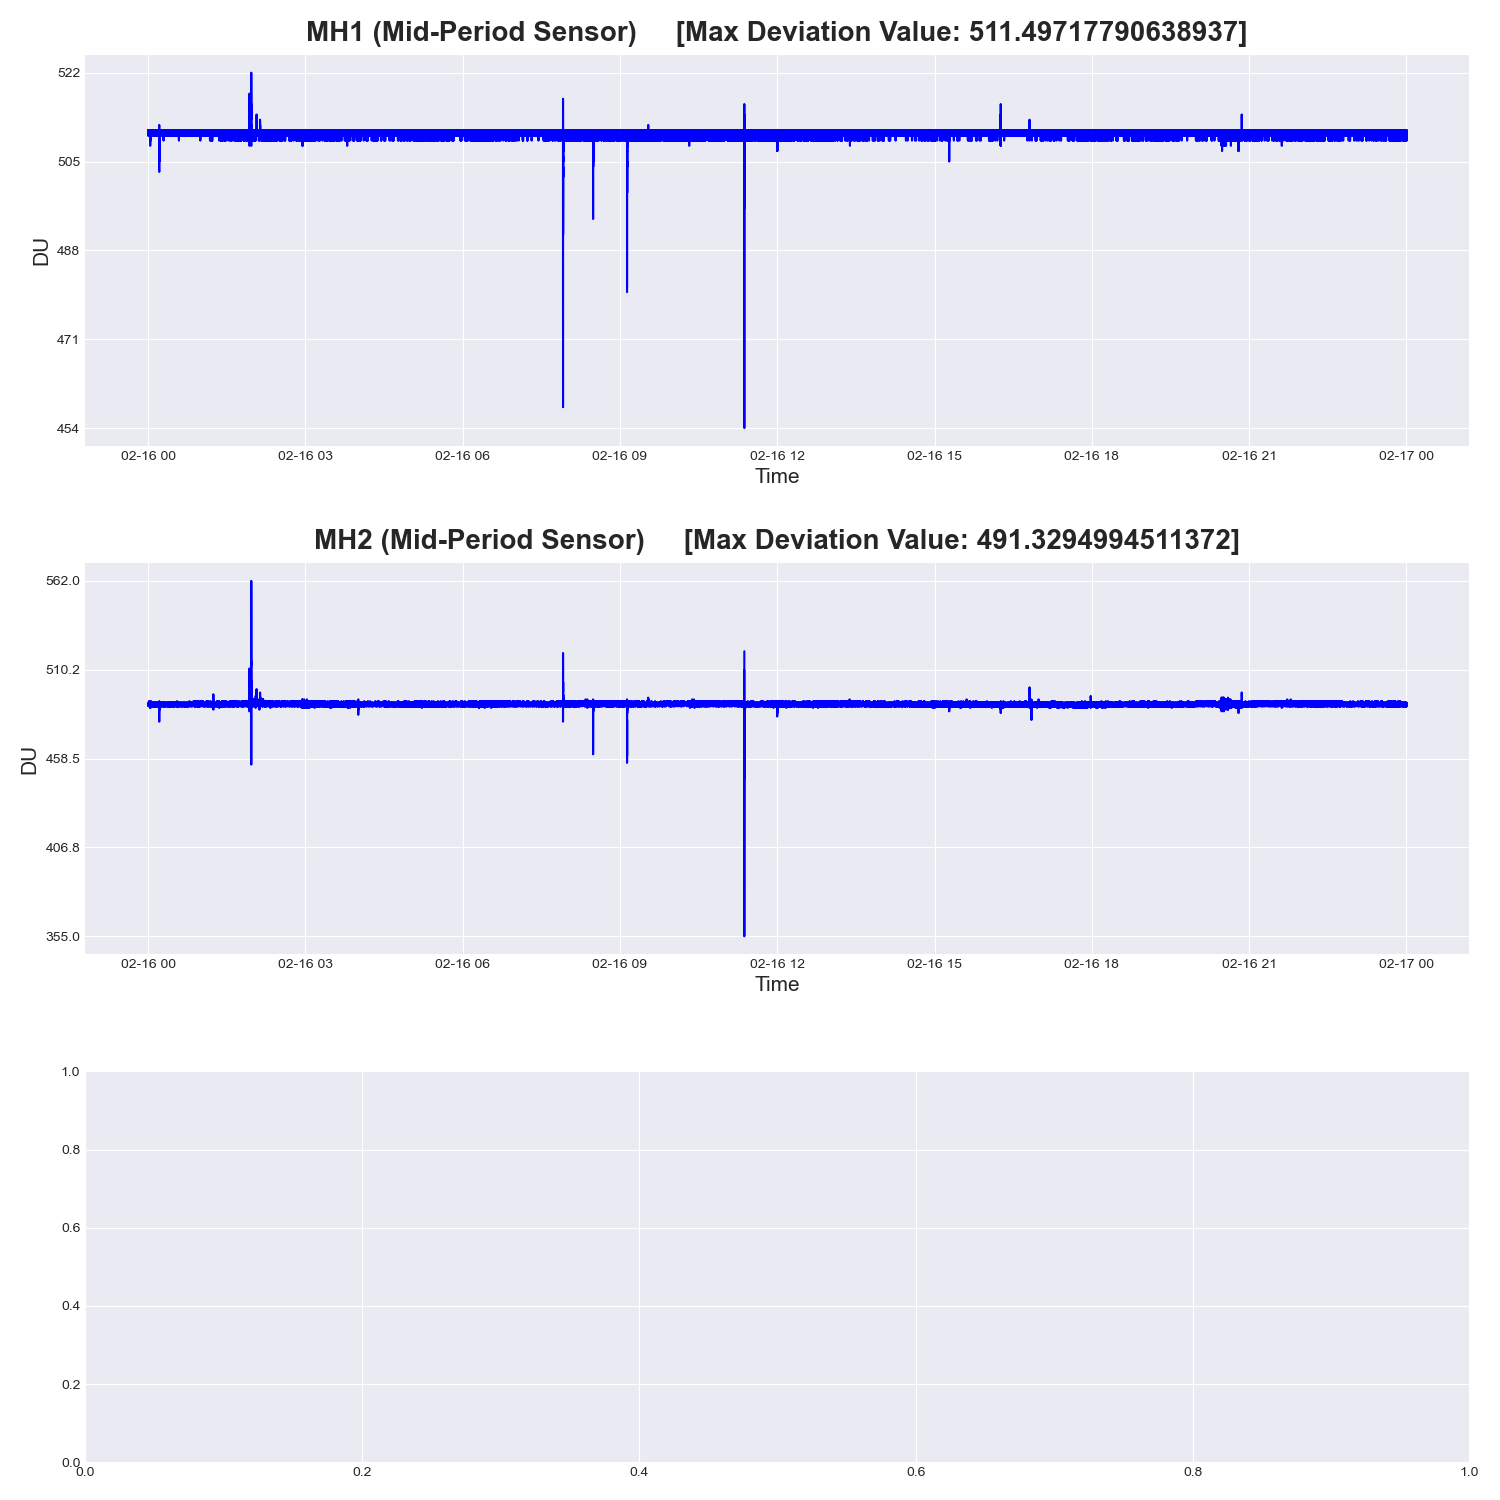 MH1 (Mid-Period Sensor) [Max Deviation Value: 511.49717790638937]
522
505
488
471
454
DU
02-16 00 02-16 03 02-16 06 02-16 09 02-16 12 02-16 15 02-16 18 02-16 21 02-17 00
Time
MH2 (Mid-Period Sensor) [Max Deviation Value: 491.3294994511372]
562.0
510.2
458.5
406.8
355.0
DU
02-16 00 02-16 03 02-16 06 02-16 09 02-16 12 02-16 15 02-16 18 02-16 21 02-17 00
Time
1.0
0.8
0.6
0.4
0.2
0.0
0.0 0.2 0.4 0.6 0.8 1.0